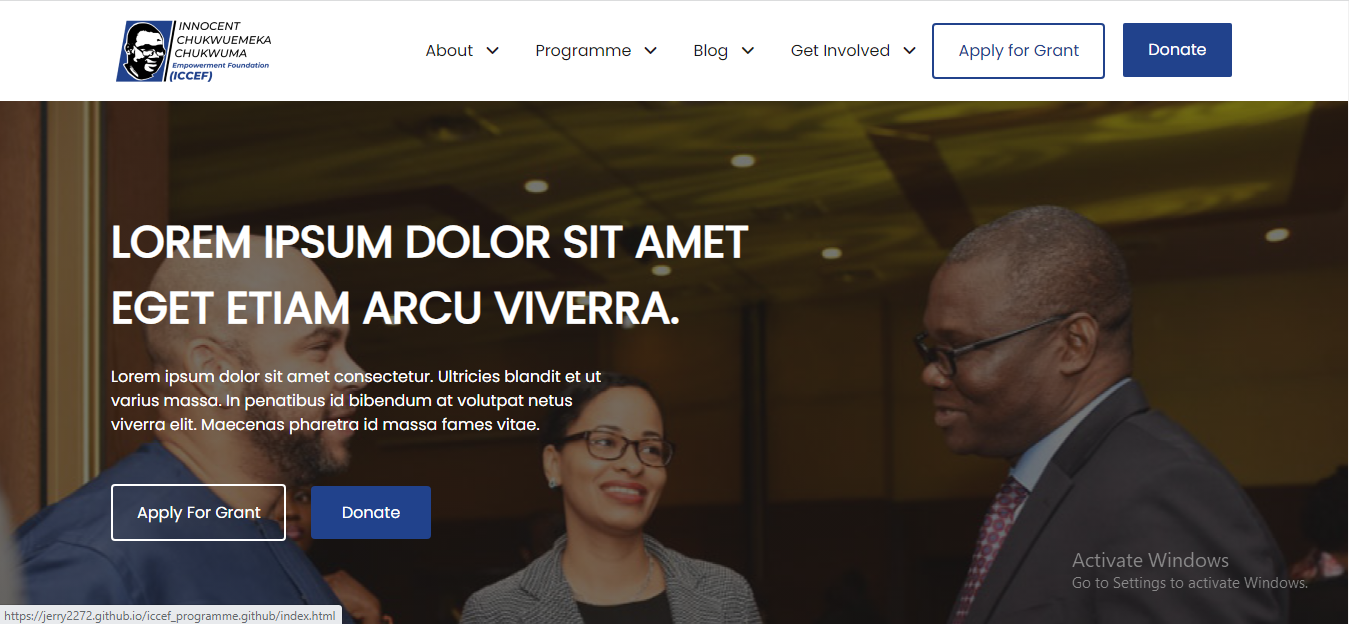 INNOCENT
CHUKWUEMEKA
CHUKWUMA
Empowerment Foundation
(ICCEF)
About
Programme
Blog
Get Involved
Apply for Grant
Donate
LOREM IPSUM DOLOR SIT AMET
EGET ETIAM ARCU VIVERRA.
Lorem ipsum dolor sit amet consectetur. Ultricies blandit et ut
varius massa. In penatibus id bibendum at volutpat netus
viverra elit. Maecenas pharetra id massa fames vitae.
Apply For Grant
Donate
Activate Windows
Go to Settings to activate Windows.
https://jerry2272.github.io/iccef_programme.github/index.html